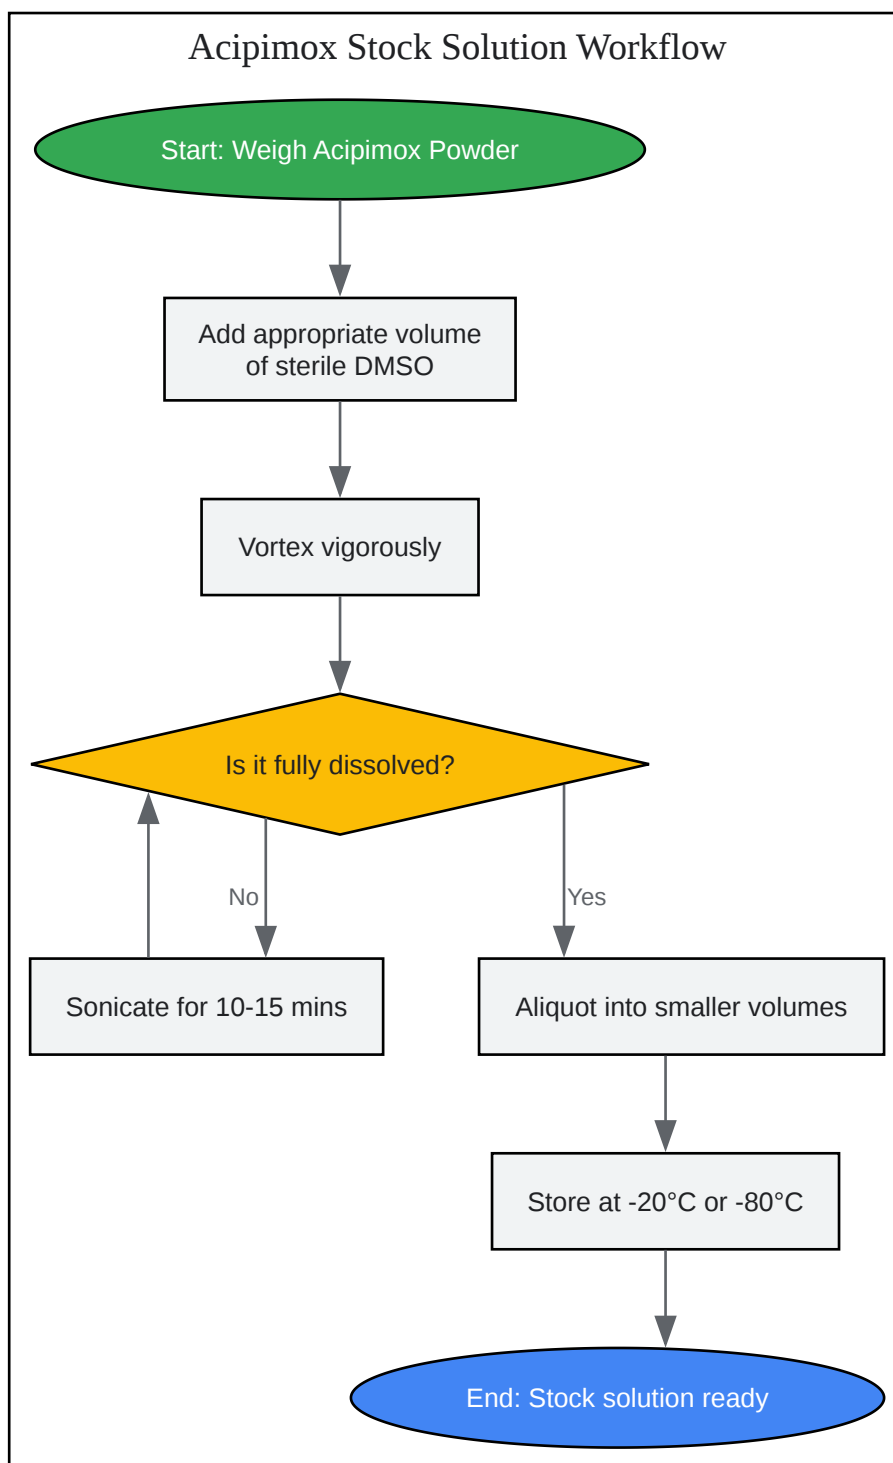 Acipimox Stock Solution Workflow
Start: Weigh Acipimox Powder
Add appropriate volume
of sterile DMSO
Vortex vigorously
Is it fully dissolved?
No
Yes
Sonicate for 10-15 mins
Aliquot into smaller volumes
Store at -20°C or -80°C
End: Stock solution ready